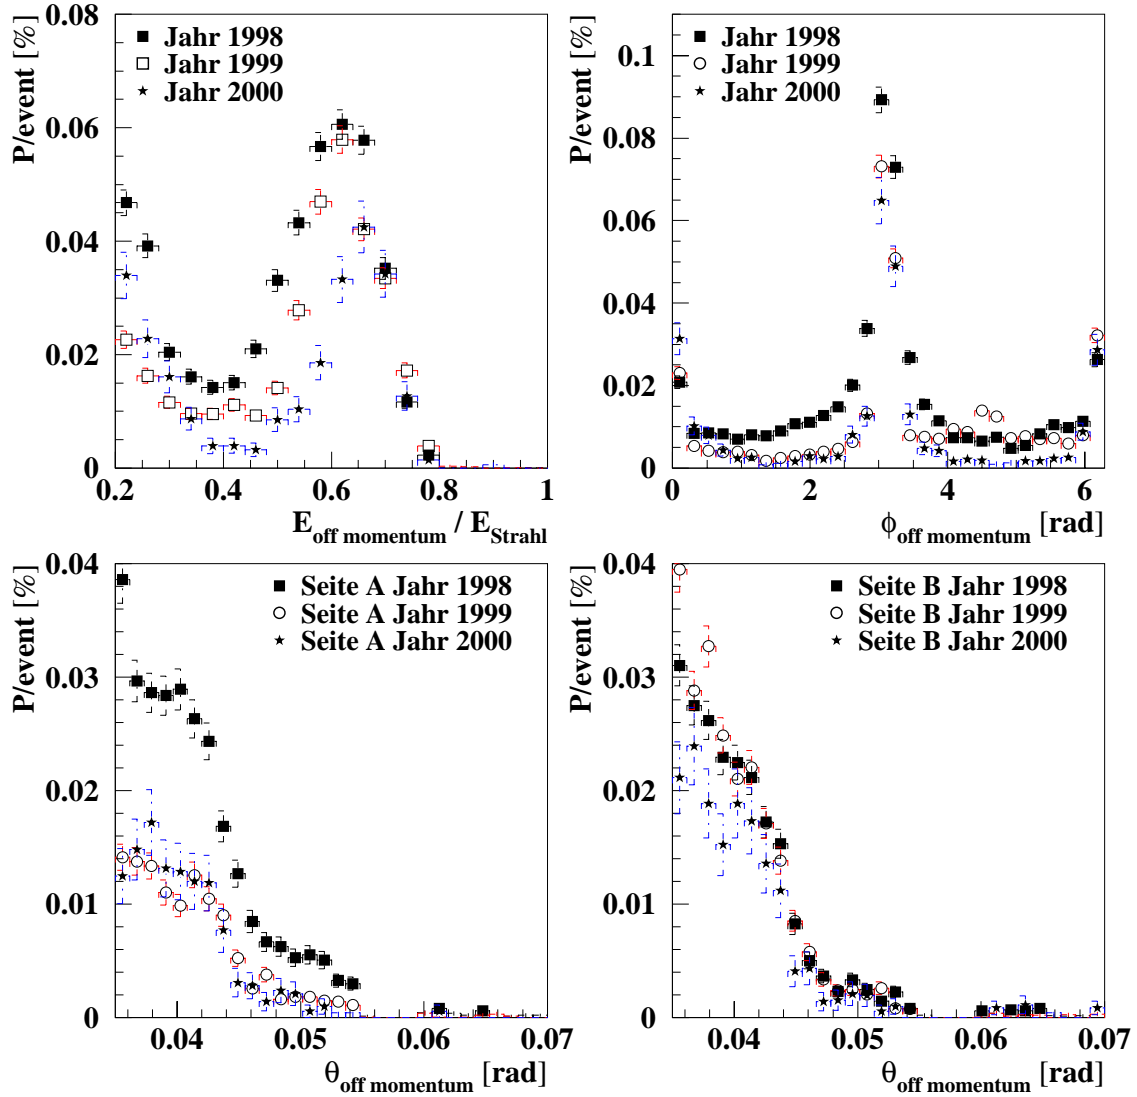 P/event [%]
0.08
0.06
0.04
0.02
0
Jahr 1998
Jahr 1999
Jahr 2000
0.2 0.4 0.6 0.8 1
E off momentum / E Strahl
P/event [%]
0.1
0.08
0.06
0.04
0.02
0
Jahr 1998
Jahr 1999
Jahr 2000
0 2 4 6
ϕ off momentum [rad]
P/event [%]
0.04
0.03
0.02
0.01
0
Seite A Jahr 1998
Seite A Jahr 1999
Seite A Jahr 2000
0.04 0.05 0.06 0.07
θ off momentum [rad]
P/event [%]
0.04
0.03
0.02
0.01
0
Seite B Jahr 1998
Seite B Jahr 1999
Seite B Jahr 2000
0.04 0.05 0.06 0.07
θ off momentum [rad]